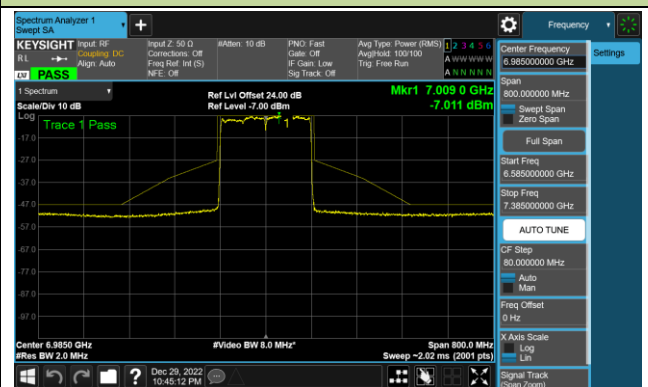 Spectrum Analyzer 1
Swept SA
+
Frequency
KEYSIGHT
RL
Input: RF
Coupling: DC
Align: Auto
Input Z: 50 Ω
Corrections: Off
Freq Ref: Int (S)
NFE: Off
#Atten: 10 dB
PNO: Fast
Gate: Off
IF Gain: Low
Sig Track: Off
Avg Type: Power (RMS)
Avg|Hold: 100/100
Trig: Free Run
1 2 3 4 5 6
A W W W W W
A N N N N N
LXI PASS
1 Spectrum
Scale/Div 10 dB
Ref Lvl Offset 24.00 dB
Ref Level -7.00 dBm
Mkr1 7.009 0 GHz
-7.011 dBm
Log
Trace 1 Pass
1
-17.0
-27.0
-37.0
-47.0
-57.0
-67.0
-77.0
-87.0
-97.0
Center 6.9850 GHz
#Res BW 2.0 MHz
#Video BW 8.0 MHz*
Span 800.0 MHz
Sweep ~2.02 ms (2001 pts)
Dec 29, 2022
10:45:12 PM
?
Center Frequency
6.985000000 GHz
Settings
Span
800.000000 MHz
Swept Span
Zero Span
Full Span
Start Freq
6.585000000 GHz
Stop Freq
7.385000000 GHz
AUTO TUNE
CF Step
80.000000 MHz
Auto
Man
Freq Offset
0 Hz
X Axis Scale
Log
Lin
Signal Track
(Span Zoom)